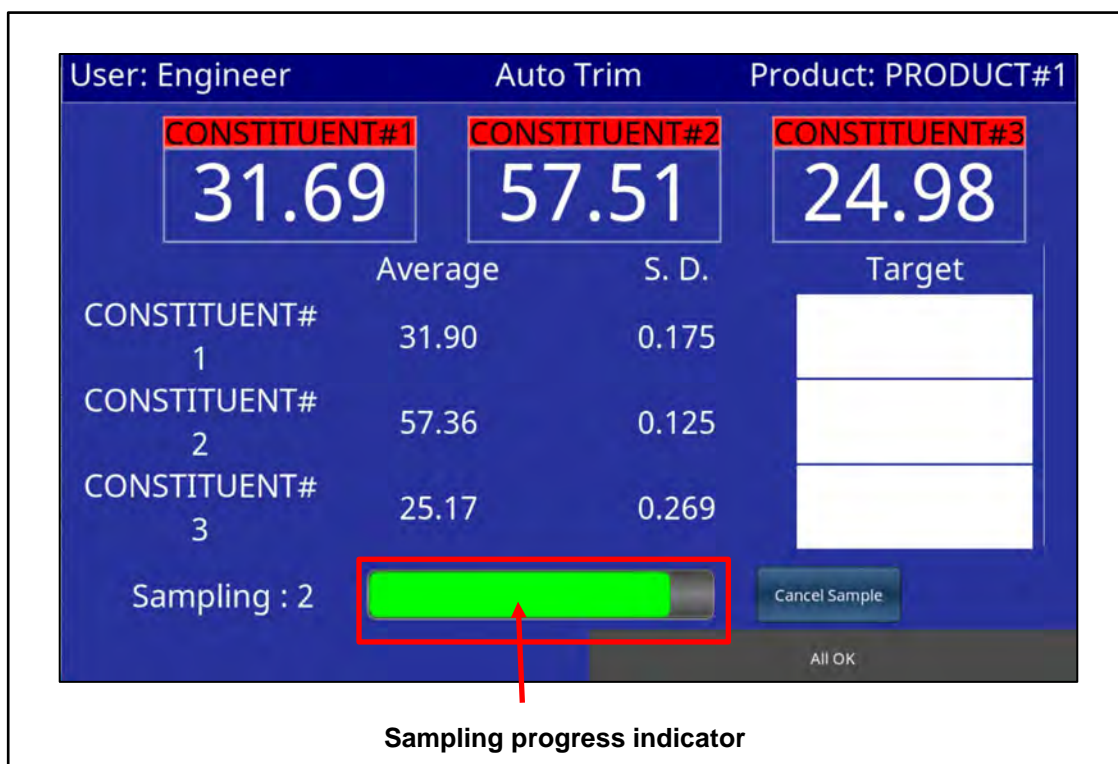 User: Engineer Auto Trim Product: PRODUCT#1
CONSTITUENT#1 CONSTITUENT#2 CONSTITUENT#3
31.69 57.51 24.98
Average S. D. Target
CONSTITUENT#
1 31.90 0.175
CONSTITUENT#
2 57.36 0.125
CONSTITUENT#
3 25.17 0.269
Sampling : 2 Cancel Sample
All OK
Sampling progress indicator